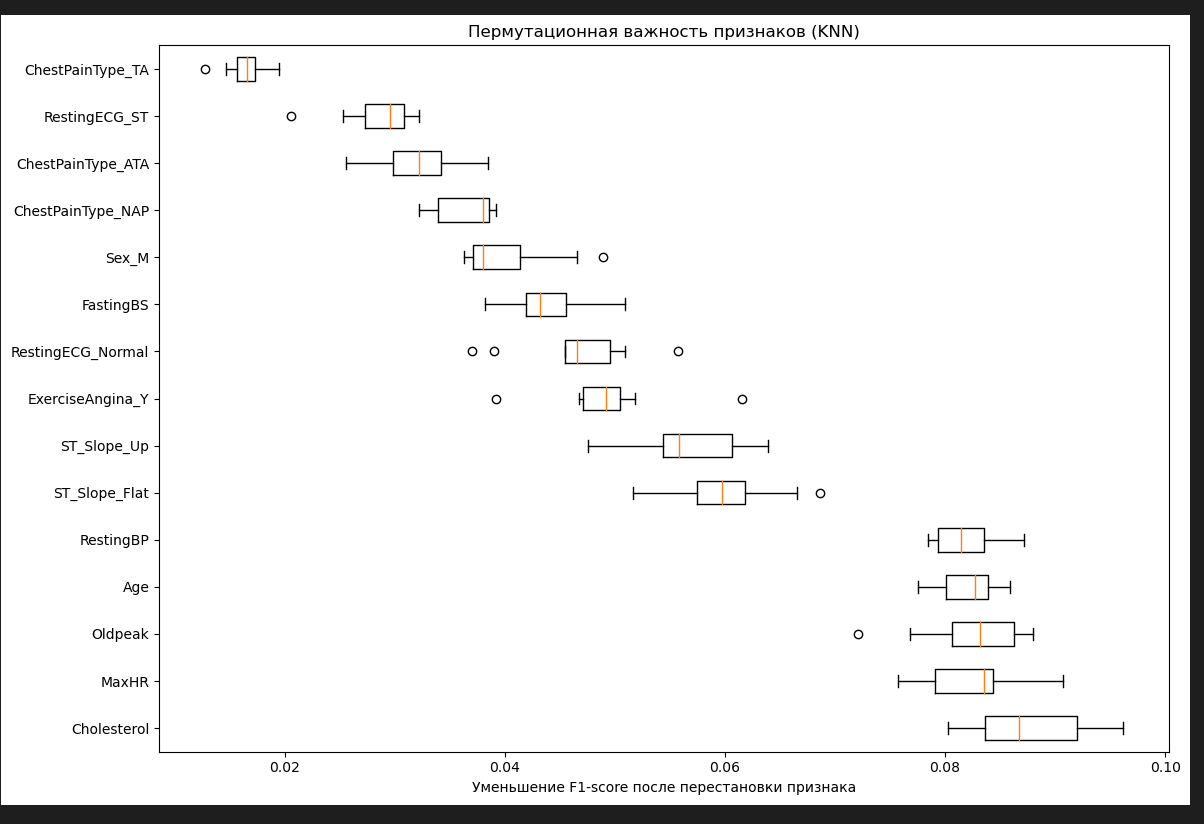 Пермутационная важность признаков (KNN)
ChestPainType_TA
RestingECG_ST
ChestPainType_ATA
ChestPainType_NAP
Sex_M
FastingBS
RestingECG_Normal
ExerciseAngina_Y
ST_Slope_Up
ST_Slope_Flat
RestingBP
Age
Oldpeak
MaxHR
Cholesterol
0.02 0.04 0.06 0.08 0.10
Уменьшение F1-score после перестановки признака